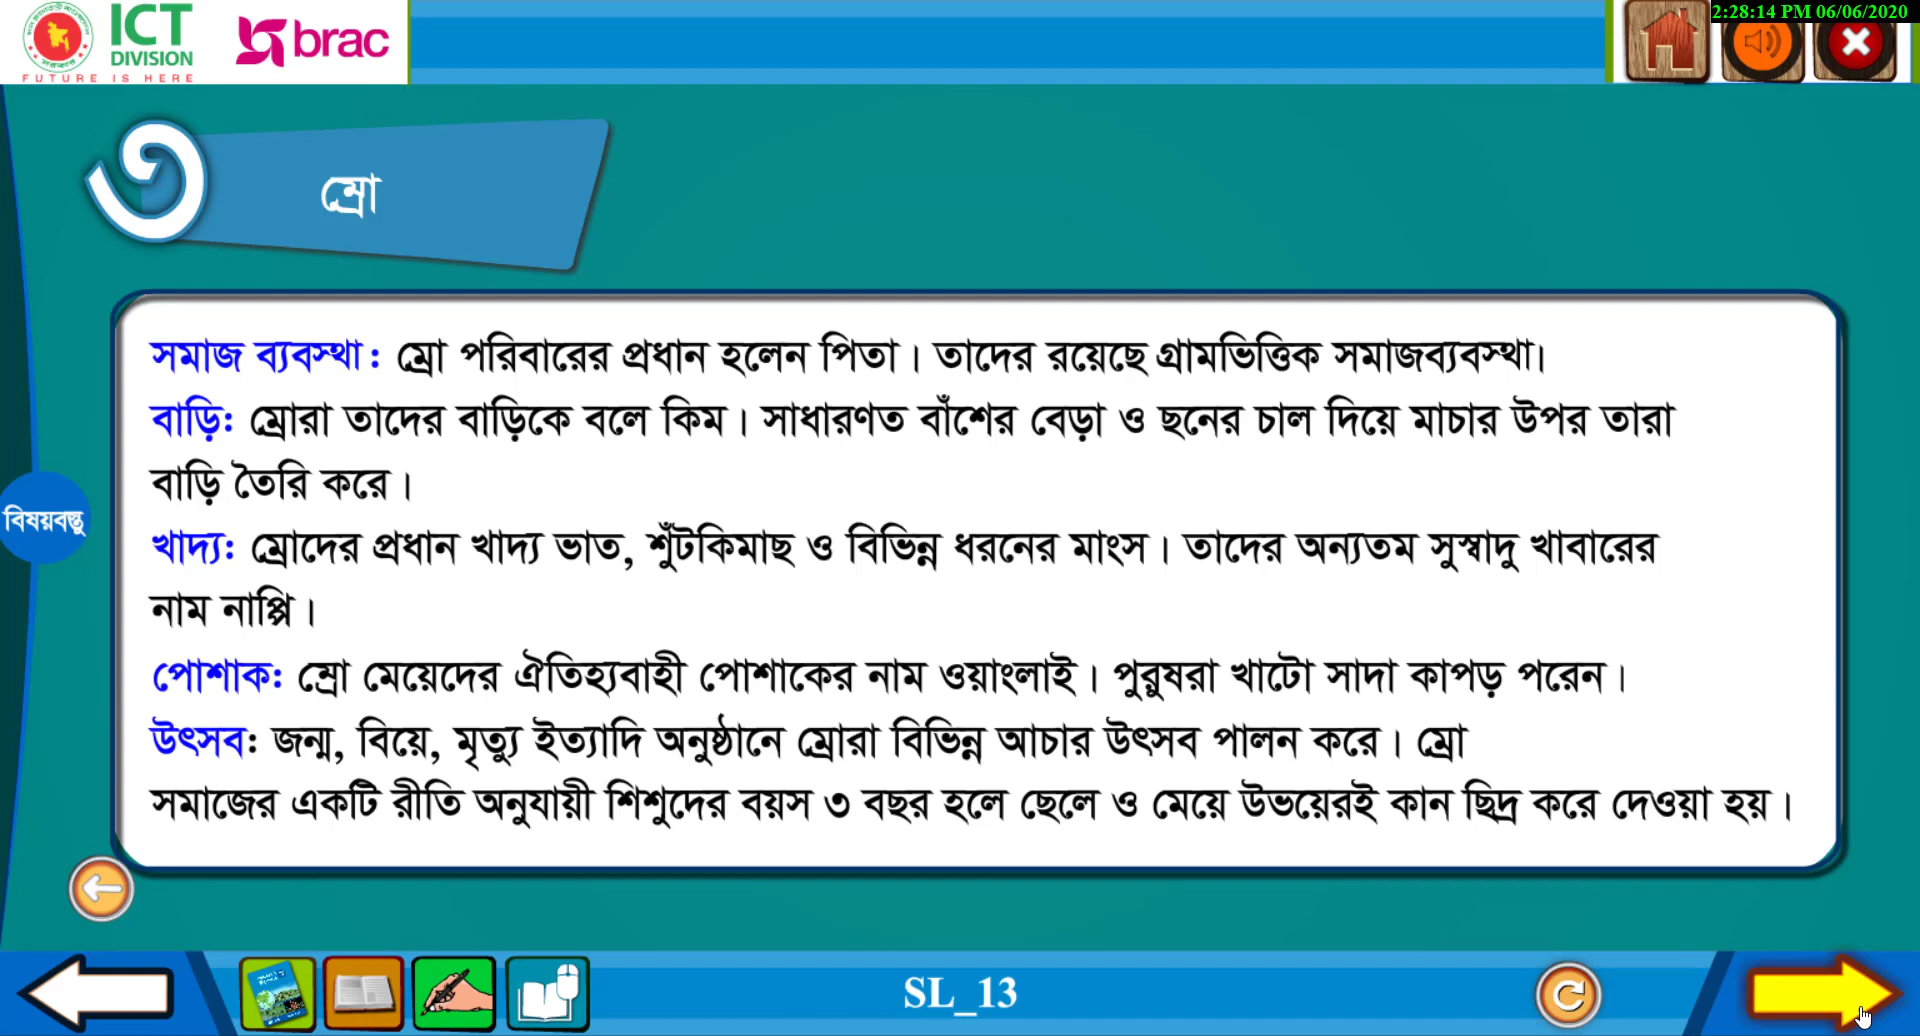 2:28:14 PM 06/06/2020
ICT
DIVISION
FUTURE IS HERE
brac
৩
ম্রো
সমাজ ব্যবস্থা: ম্রো পরিবারের প্রধান হলেন পিতা। তাদের রয়েছে গ্রামভিত্তিক সমাজব্যবস্থা।
বাড়ি: ম্রোরা তাদের বাড়িকে বলে কিম। সাধারণত বাঁশের বেড়া ও ছনের চাল দিয়ে মাচার উপর তারা
বাড়ি তৈরি করে।
খাদ্য: ম্রোদের প্রধান খাদ্য ভাত, শুঁটকিমাছ ও বিভিন্ন ধরনের মাংস। তাদের অন্যতম সুস্বাদু খাবারের
নাম নাপ্পি।
পোশাক: ম্রো মেয়েদের ঐতিহ্যবাহী পোশাকের নাম ওয়াংলাই। পুরুষরা খাটো সাদা কাপড় পরেন।
উৎসব: জন্ম, বিয়ে, মৃত্যু ইত্যাদি অনুষ্ঠানে ম্রোরা বিভিন্ন আচার উৎসব পালন করে। ম্রো
সমাজের একটি রীতি অনুযায়ী শিশুদের বয়স ৩ বছর হলে ছেলে ও মেয়ে উভয়েরই কান ছিদ্র করে দেওয়া হয়।
বিষয়বস্তু
SL_13